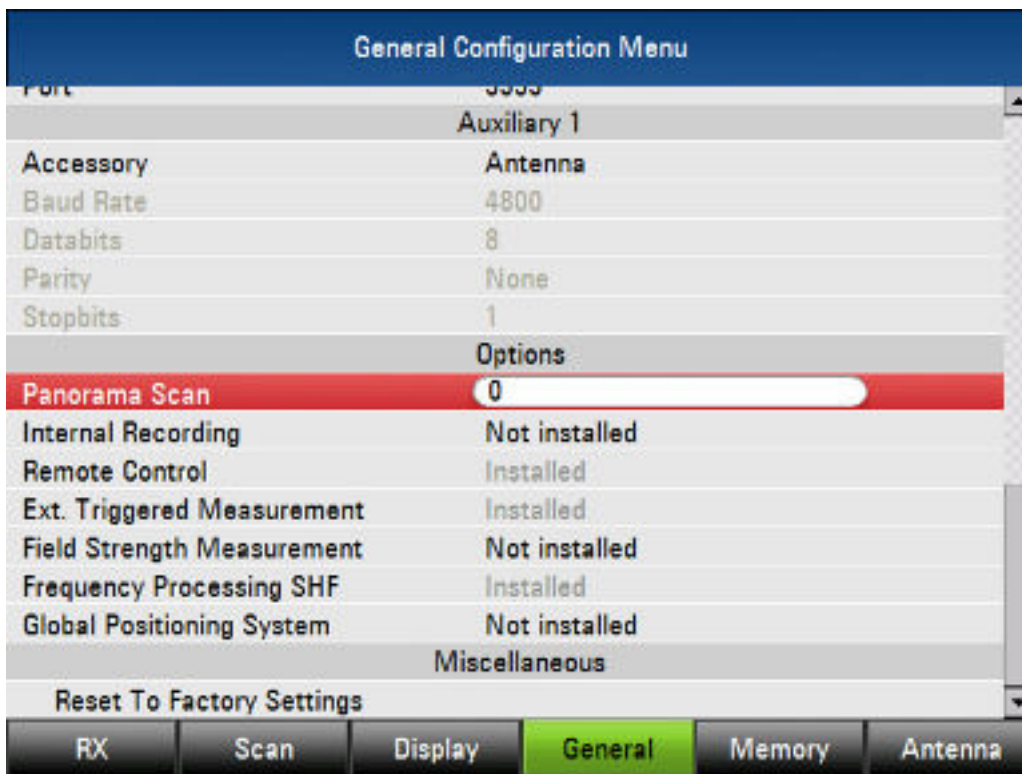 General Configuration Menu
Port 5555
Auxiliary 1
Accessory Antenna
Baud Rate 4800
Databits 8
Parity None
Stopbits 1
Options
Panorama Scan 0
Internal Recording Not installed
Remote Control Installed
Ext. Triggered Measurement Installed
Field Strength Measurement Not installed
Frequency Processing SHF Installed
Global Positioning System Not installed
Miscellaneous
Reset To Factory Settings
RX Scan Display General Memory Antenna